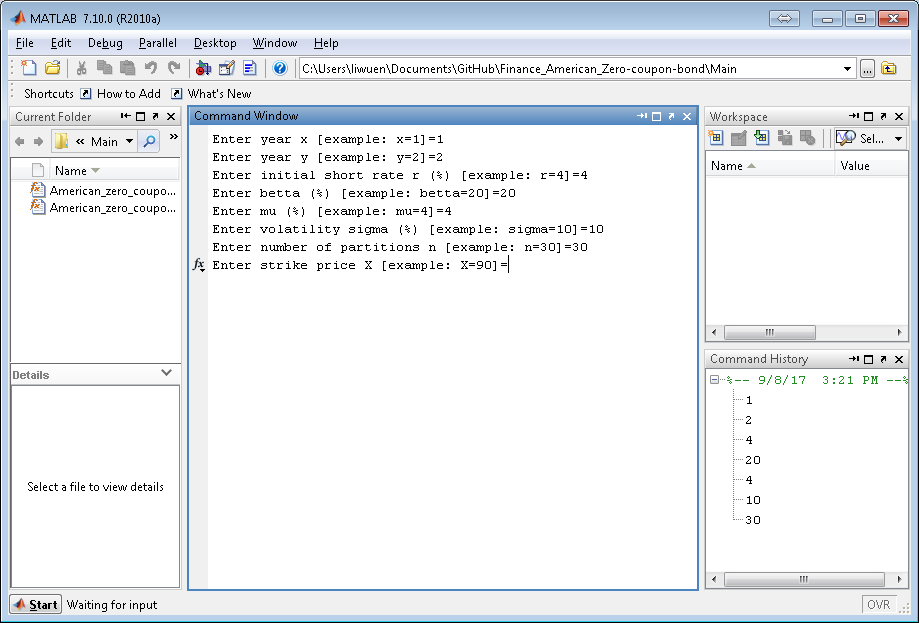 MATLAB 7.10.0 (R2010a)
File Edit Debug Parallel Desktop Window Help
C:\Users\liwuen\Documents\GitHub\Finance_American_Zero-coupon-bond\Main
Shortcuts How to Add What's New
Current Folder
« Main »
Name
American_zero_coupo...
American_zero_coupo...
Details
Select a file to view details
Command Window
Enter year x [example: x=1]=1
Enter year y [example: y=2]=2
Enter initial short rate r (%) [example: r=4]=4
Enter betta (%) [example: betta=20]=20
Enter mu (%) [example: mu=4]=4
Enter volatility sigma (%) [example: sigma=10]=10
Enter number of partitions n [example: n=30]=30
fx Enter strike price X [example: X=90]=
Workspace
Sel...
Name Value
Command History
%-- 9/8/17 3:21 PM --%
1
2
4
20
4
10
30
Start Waiting for input
OVR